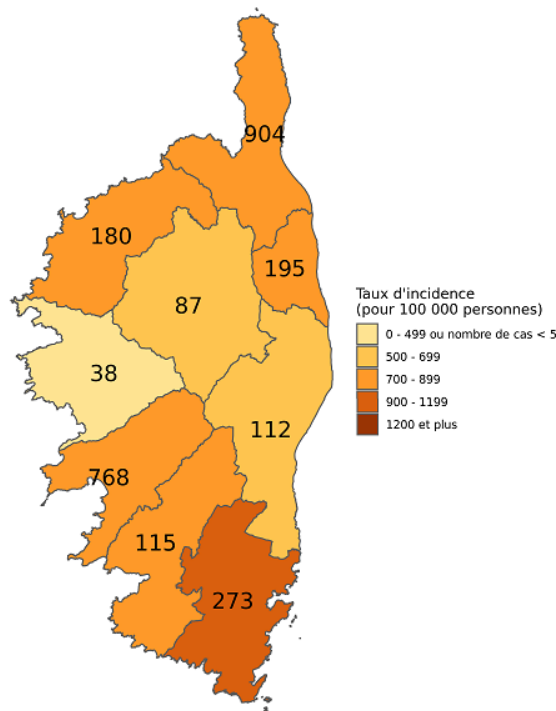 904
180
195
87
38
112
768
115
273
Taux d'incidence
(pour 100 000 personnes)
0 - 499 ou nombre de cas < 5
500 - 699
700 - 899
900 - 1199
1200 et plus